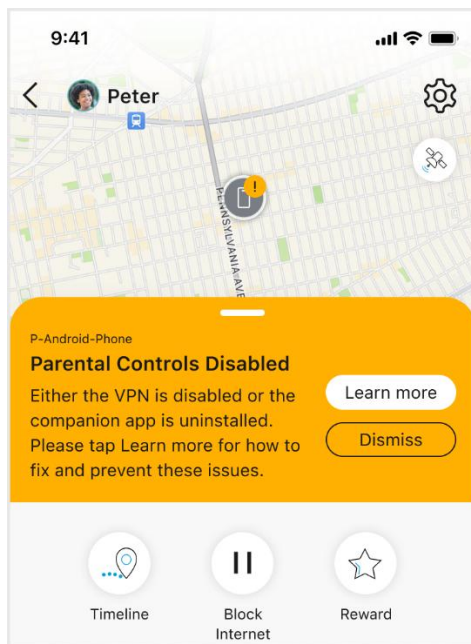 9:41
Peter
PENNSYLVANIA AVE
P-Android-Phone
Parental Controls Disabled
Either the VPN is disabled or the
companion app is uninstalled.
Please tap Learn more for how to
fix and prevent these issues.
Learn more
Dismiss
Timeline
Block
Internet
Reward